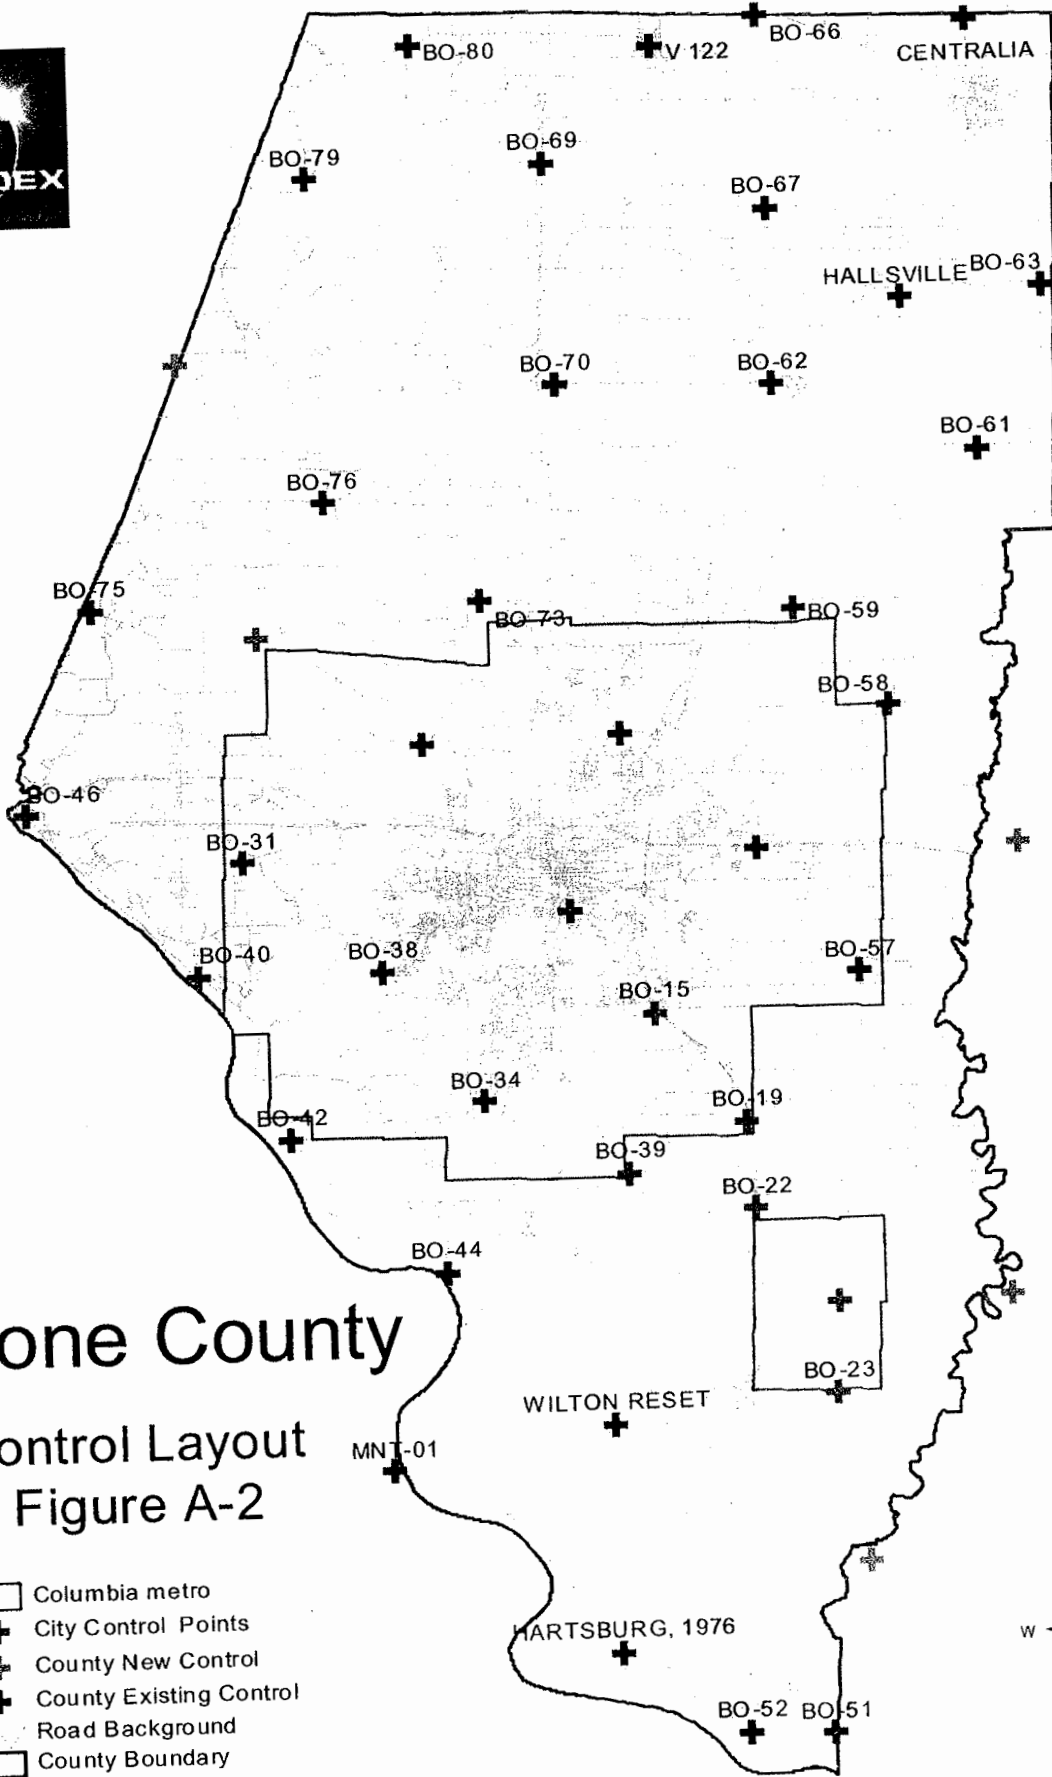 BO-66
BO-80
V 122
CENTRALIA
BO-69
BO-79
DEX
BO-67
HALLSVILLE
BO-63
BO-70
BO-62
BO-61
BO-76
BO-75
BO-73
BO-59
BO-58
BO-46
BO-31
BO-40
BO-38
BO-57
BO-15
BO-34
BO-19
BO-42
BO-39
BO-22
BO-44
one County
BO-23
WILTON RESET
ontrol Layout
MNT-01
Figure A-2
Columbia metro
City Control Points
HARTSBURG, 1976
W
County New Control
County Existing Control
BO-52
BO-51
Road Background
County Boundary